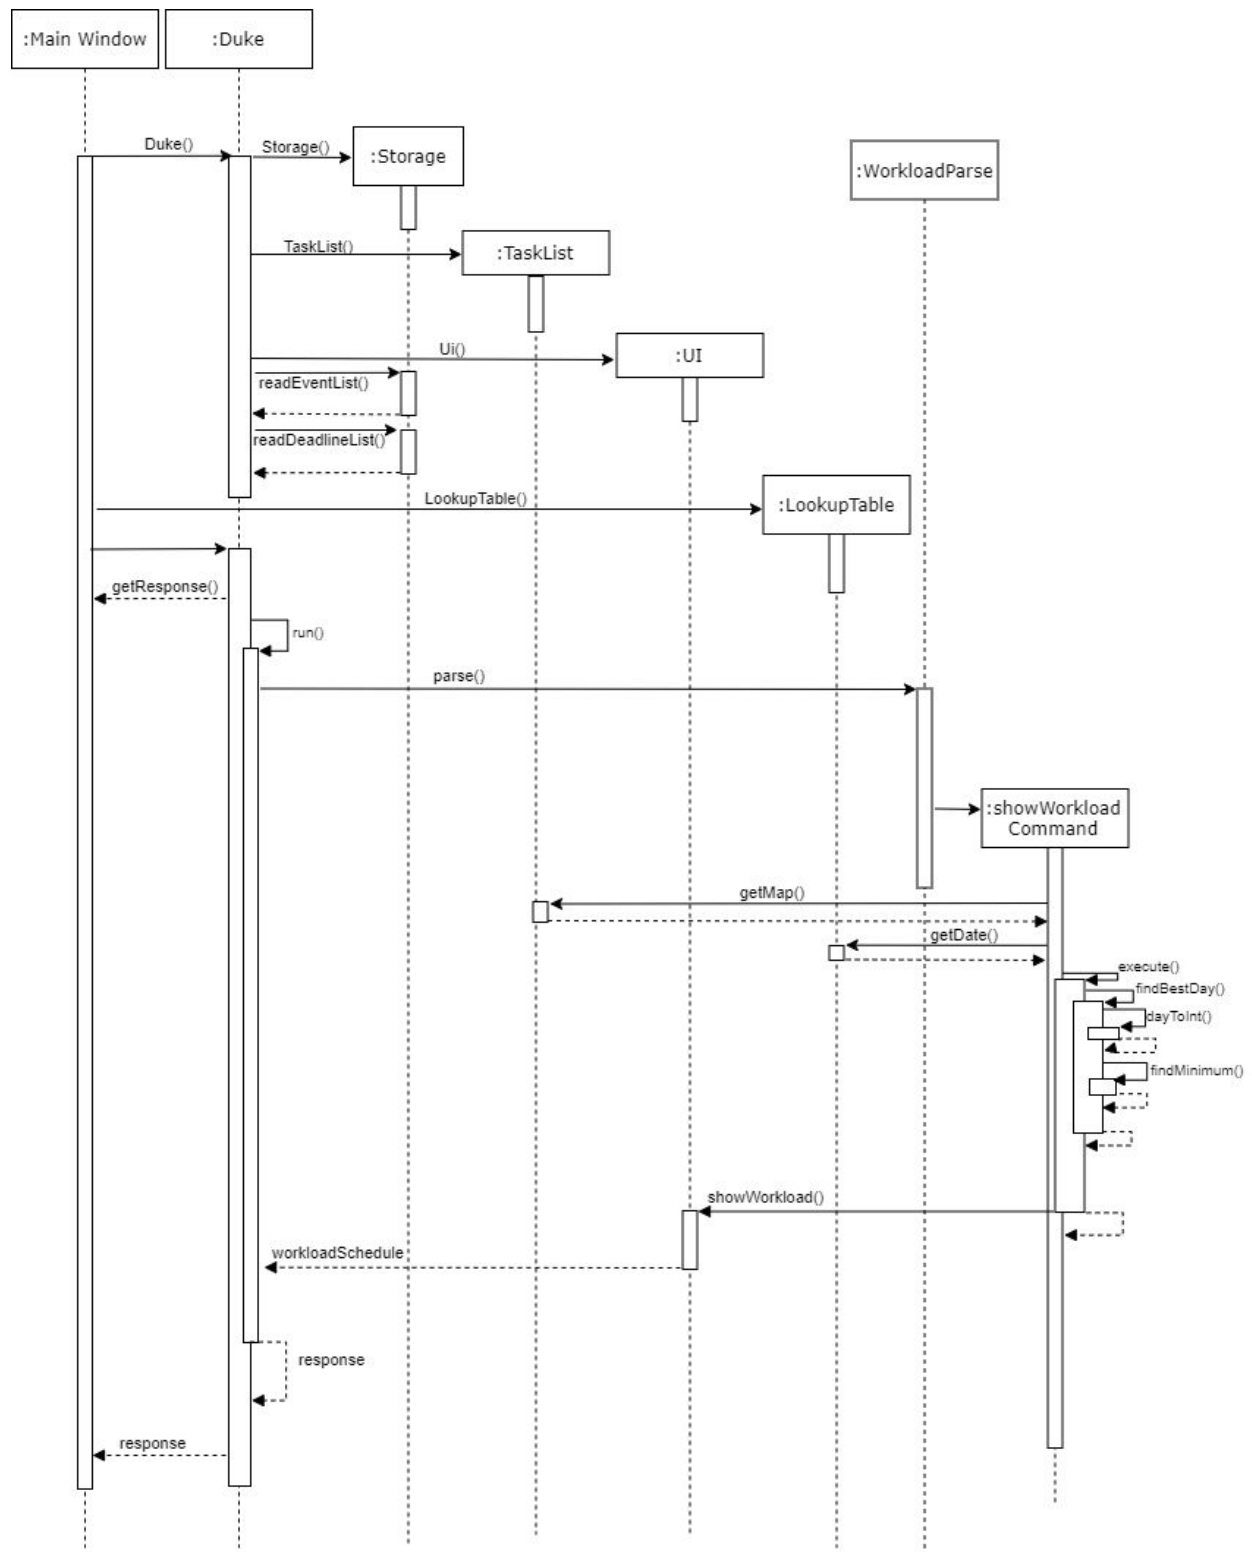 :Main Window
:Duke
Duke()
Storage()
:Storage
:WorkloadParse
TaskList()
:TaskList
Ui()
:UI
readEventList()
readDeadlineList()
LookupTable()
:LookupTable
getResponse()
run()
parse()
:showWorkload
Command
getMap()
getDate()
execute()
findBestDay()
dayToInt()
findMinimum()
showWorkload()
workloadSchedule
response
response